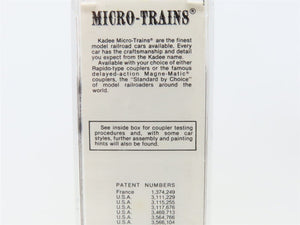 MICRO-TRAINS®
Kadee Micro-Trains® are the finest
model railroad cars available. Every
car has the craftsmanship and detail
you expect from the Kadee name.
Available with your choice of either
Rapido-type couplers or the famous
delayed-action Magne-Matic®
couplers, the "Standard by Choice"
of model railroaders around the
world.
See inside box for coupler testing
procedures and, with some car
styles, further assembly and painting
hints will also be found.
PATENT NUMBERS
France 1,374,249
U.S.A. 3,111,229
U.S.A. 3,115,255
U.S.A. 3,117,676
U.S.A. 3,469,713
U.S.A. 3,564,766
U.S.A. 3,568,104